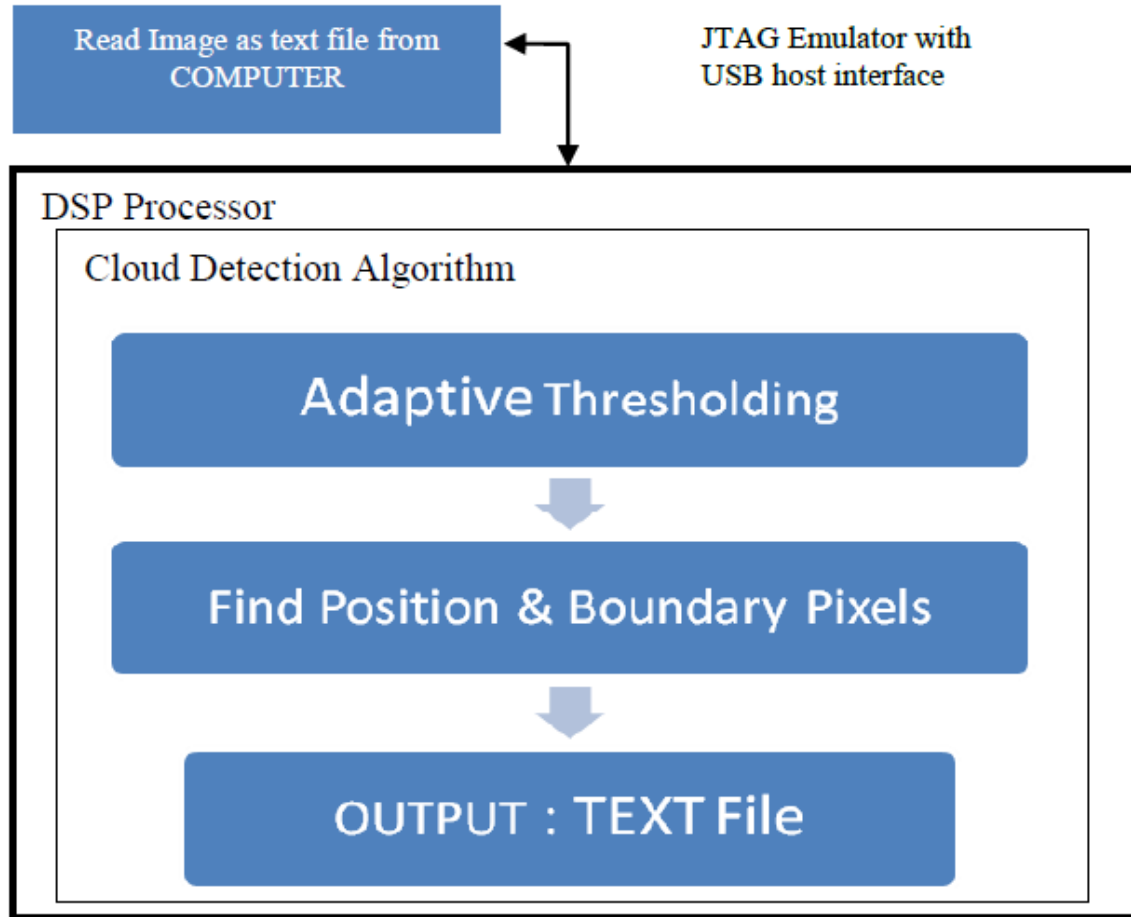 Read Image as text file from
COMPUTER
JTAG Emulator with
USB host interface
DSP Processor
Cloud Detection Algorithm
Adaptive Thresholding
Find Position & Boundary Pixels
OUTPUT : TEXT File